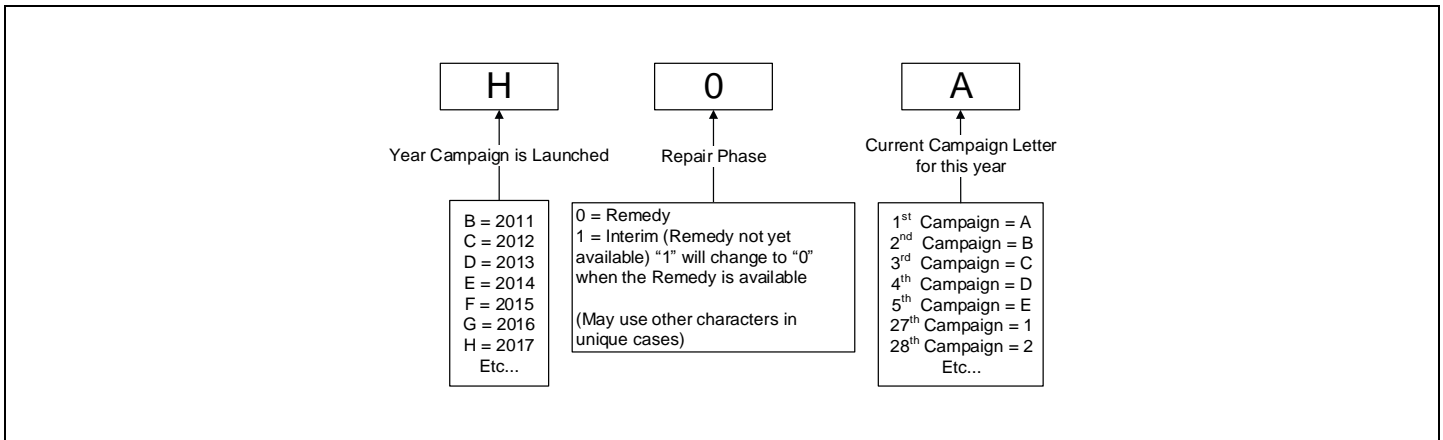 H
0
A
Year Campaign is Launched
Repair Phase
Current Campaign Letter
for this year
B = 2011
C = 2012
D = 2013
E = 2014
F = 2015
G = 2016
H = 2017
Etc...
0 = Remedy
1 = Interim (Remedy not yet
available) “1” will change to “0”
when the Remedy is available
(May use other characters in
unique cases)
1st Campaign = A
2nd Campaign = B
3rd Campaign = C
4th Campaign = D
5th Campaign = E
27th Campaign = 1
28th Campaign = 2
Etc...